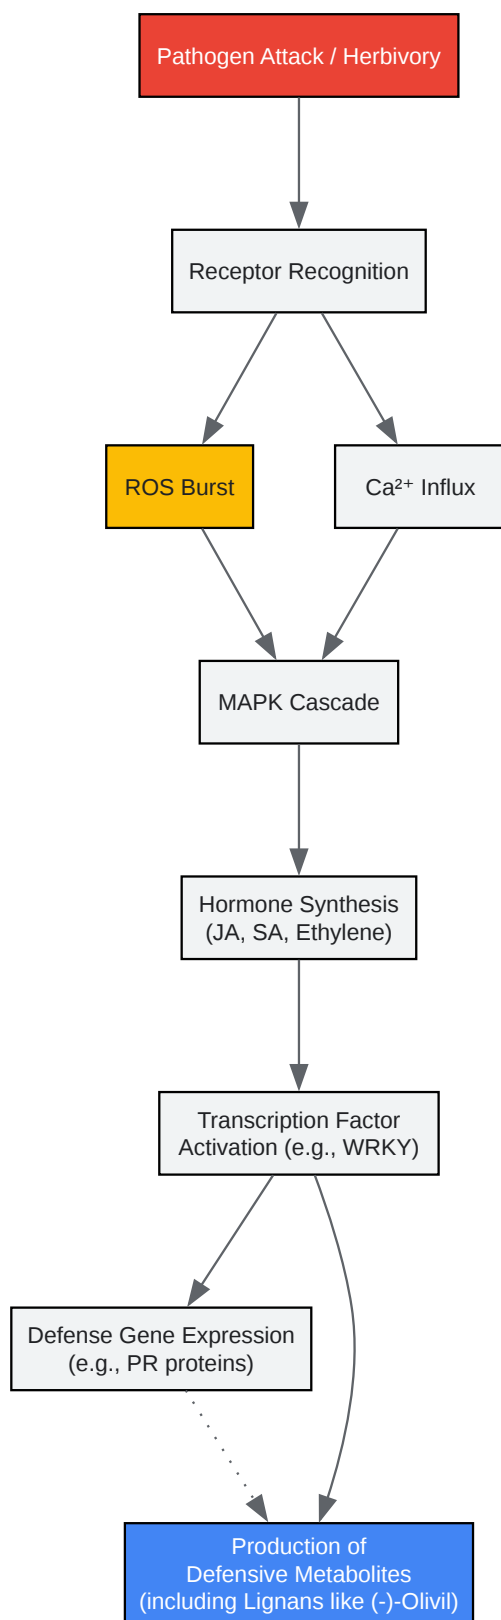 Pathogen Attack / Herbivory
Receptor Recognition
ROS Burst
Ca²⁺ Influx
MAPK Cascade
Hormone Synthesis
(JA, SA, Ethylene)
Transcription Factor
Activation (e.g., WRKY)
Defense Gene Expression
(e.g., PR proteins)
Production of
Defensive Metabolites
(including Lignans like (-)-Olivil)